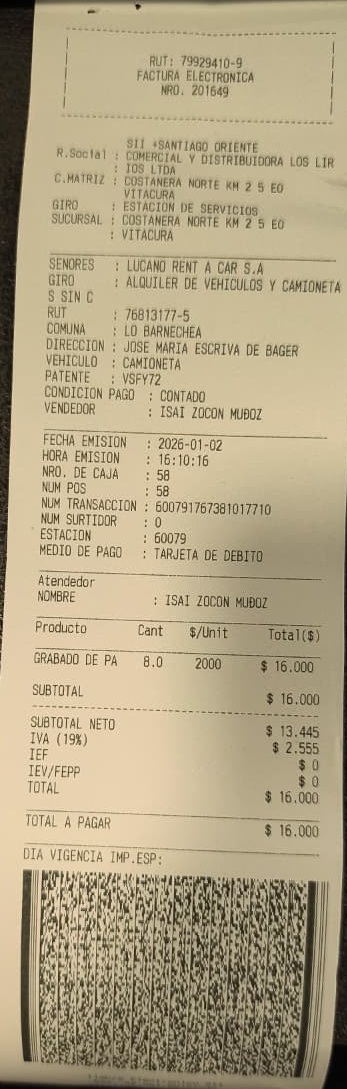 RUT: 79929410-9
FACTURA ELECTRONICA
NRO. 201649
SII +SANTIAGO ORIENTE
R.Social : COMERCIAL Y DISTRIBUIDORA LOS LIR
: IOS LTDA
C.MATRIZ : COSTANERA NORTE KM 2 5 EO
VITACURA
GIRO : ESTACION DE SERVICIOS
SUCURSAL : COSTANERA NORTE KM 2 5 EO
: VITACURA
SENORES : LUCANO RENT A CAR S.A
GIRO : ALQUILER DE VEHICULOS Y CAMIONETA
S SIN C
RUT : 76813177-5
COMUNA : LO BARNECHEA
DIRECCION : JOSE MARIA ESCRIVA DE BAGER
VEHICULO : CAMIONETA
PATENTE : VSFY72
CONDICION PAGO : CONTADO
VENDEDOR : ISAI ZOCON MUÐOZ
FECHA EMISION : 2026-01-02
HORA EMISION : 16:10:16
NRO. DE CAJA : 58
NUM POS : 58
NUM TRANSACCION : 600791767381017710
NUM SURTIDOR : 0
ESTACION : 60079
MEDIO DE PAGO : TARJETA DE DEBITO
Atendedor
NOMBRE : ISAI ZOCON MUÐOZ
Producto Cant $/Unit Total($)
GRABADO DE PA 8.0 2000 $ 16.000
SUBTOTAL $ 16.000
SUBTOTAL NETO $ 13.445
IVA (19%) $ 2.555
IEF $ 0
IEV/FEPP $ 0
TOTAL $ 16.000
TOTAL A PAGAR $ 16.000
DIA VIGENCIA IMP.ESP: